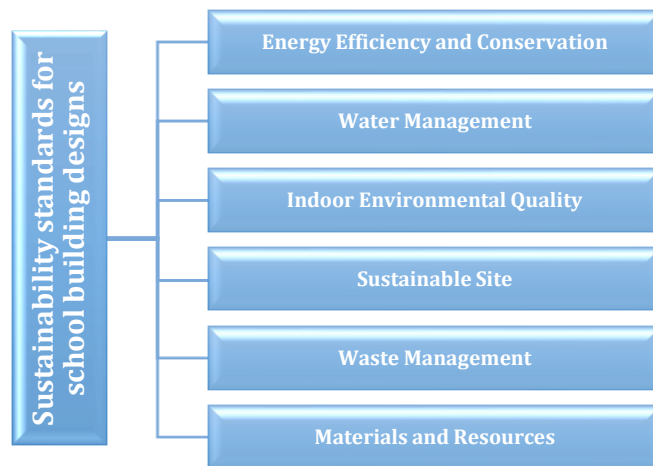 Sustainability standards for
school building designs
Energy Efficiency and Conservation
Water Management
Indoor Environmental Quality
Sustainable Site
Waste Management
Materials and Resources